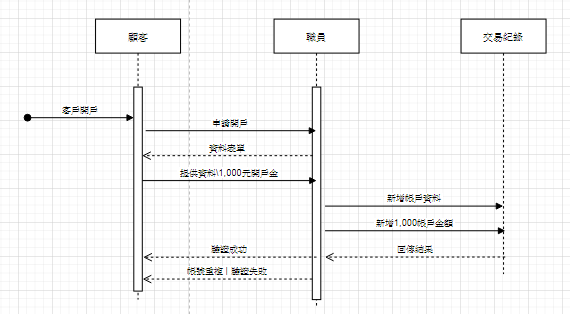 顧客
職員
交易紀錄
客戶開戶
申請開戶
資料表單
提供資料\1,000元開戶金
新增帳戶資料
新增1,000帳戶金額
驗證成功
回傳結果
帳號重複 | 驗證失敗